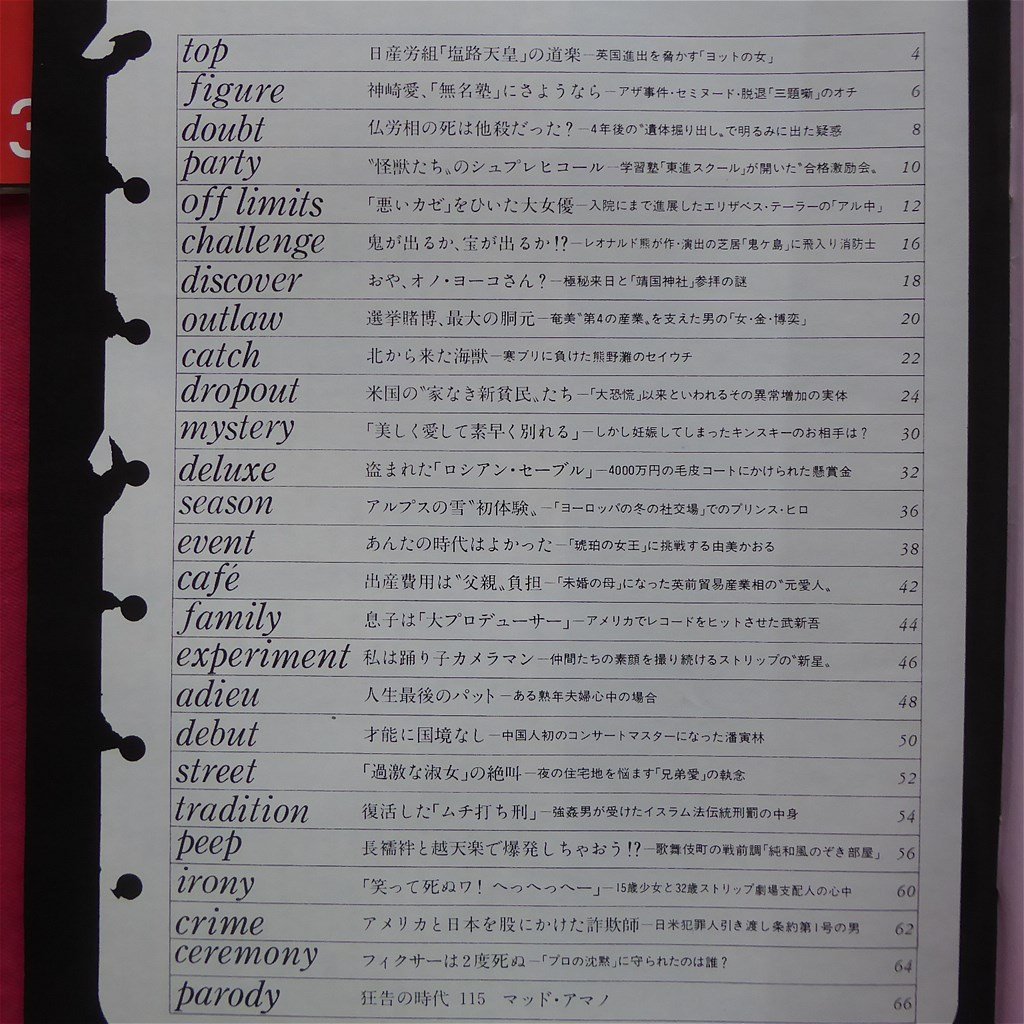 3
top 日産労組「塩路天皇」の道楽—英国進出を脅かす「ヨットの女」 4
figure 神崎愛、「無名塾」にさようなら—アザ事件・セミヌード・脱退「三題噺」のオチ 6
doubt 仏労相の死は他殺だった？—4年後の〝遺体掘り出し〟で明るみに出た疑惑 8
party 〝怪獣たち〟のシュプレヒコール—学習塾「東進スクール」が開いた〝合格激励会〟 10
off limits 「悪いカゼ」をひいた大女優—入院にまで進展したエリザベス・テーラーの「アル中」 12
challenge 鬼が出るか、宝が出るか!?—レオナルド熊が作・演出の芝居「鬼ケ島」に飛入り消防士 16
discover おや、オノ・ヨーコさん？—極秘来日と「靖国神社」参拝の謎 18
outlaw 選挙賭博、最大の胴元—奄美〝第4の産業〟を支えた男の「女・金・博奕」 20
catch 北から来た海獣—寒ブリに負けた熊野灘のセイウチ 22
dropout 米国の〝家なき新貧民〟たち—「大恐慌」以来といわれるその異常増加の実体 24
mystery 「美しく愛して素早く別れる」—しかし妊娠してしまったキンスキーのお相手は？ 30
deluxe 盗まれた「ロシアン・セーブル」—4000万円の毛皮コートにかけられた懸賞金 32
season アルプスの雪〝初体験〟—「ヨーロッパの冬の社交場」でのプリンス・ヒロ 36
event あんたの時代はよかった—「琥珀の女王」に挑戦する由美かおる 38
café 出産費用は〝父親〟負担—「未婚の母」になった英前貿易産業相の〝元愛人〟 42
family 息子は「大プロデューサー」—アメリカでレコードをヒットさせた武新吾 44
experiment 私は踊り子カメラマン—仲間たちの素顔を撮り続けるストリップの〝新星〟 46
adieu 人生最後のパット—ある熟年夫婦心中の場合 48
debut 才能に国境なし—中国人初のコンサートマスターになった潘寅林 50
street 「過激な淑女」の絶叫—夜の住宅地を悩ます「兄弟愛」の執念 52
tradition 復活した「ムチ打ち刑」—強姦男が受けたイスラム法伝統刑罰の中身 54
peep 長襦袢と越天楽で爆発しちゃおう!?—歌舞伎町の戦前調「純和風のぞき部屋」 56
irony 「笑って死ぬワ！ へっへっへー」—15歳少女と32歳ストリップ劇場支配人の心中 60
crime アメリカと日本を股にかけた詐欺師—日米犯罪人引き渡し条約第1号の男 62
ceremony フィクサーは2度死ぬ—「プロの沈黙」に守られたのは誰？ 64
parody 狂告の時代 115 マッド・アマノ 66